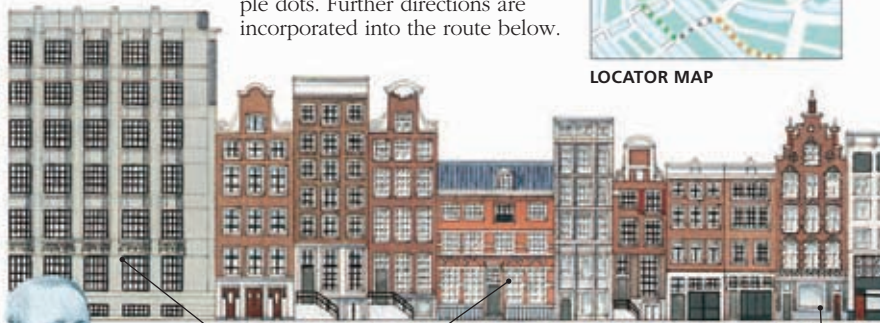 ple dots. Further directions are
incorporated into the route below.
LOCATOR MAP